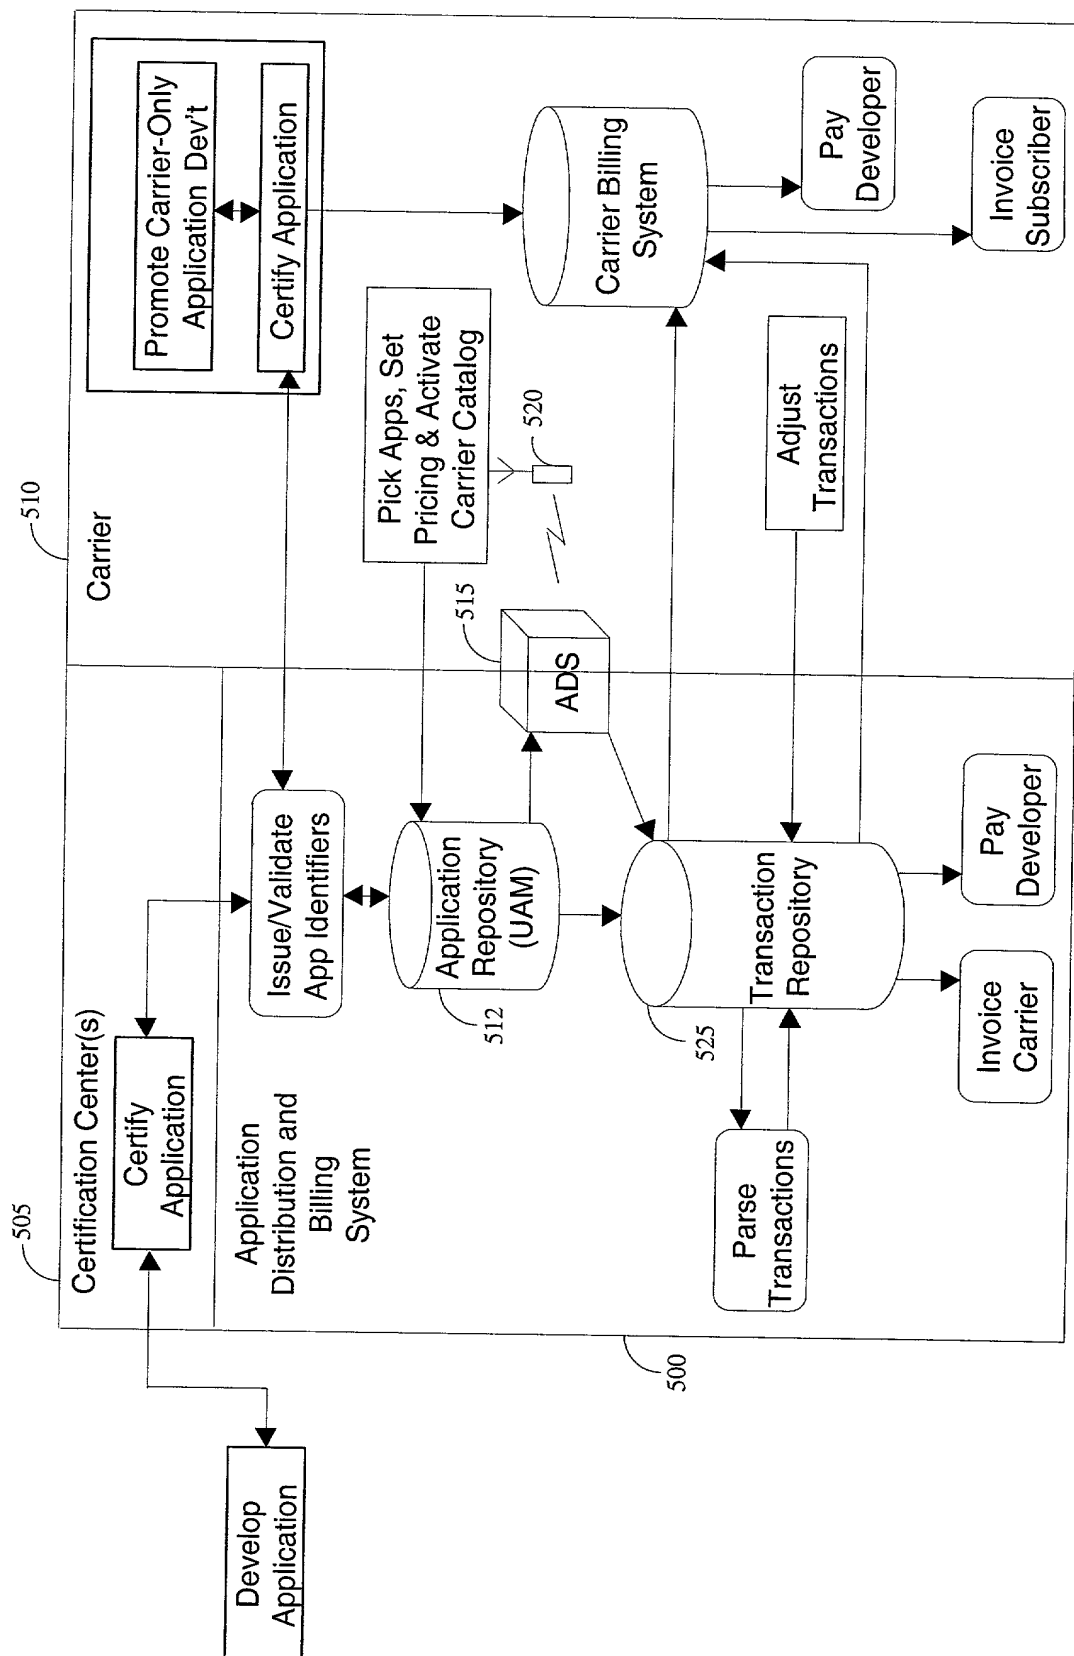 510
Carrier
Promote Carrier-Only
Application Dev't
Certify Application
505
Certification Center(s)
Certify
Application
Develop
Application
Application
Distribution and
Billing
System
Issue/Validate
App Identifiers
Pick Apps, Set
Pricing & Activate
Carrier Catalog
520
515
ADS
Application
Repository
(UAM)
512
Carrier Billing
System
Pay
Developer
Invoice
Subscriber
500
Parse
Transactions
525
Transaction
Repository
Adjust
Transactions
Invoice
Carrier
Pay
Developer